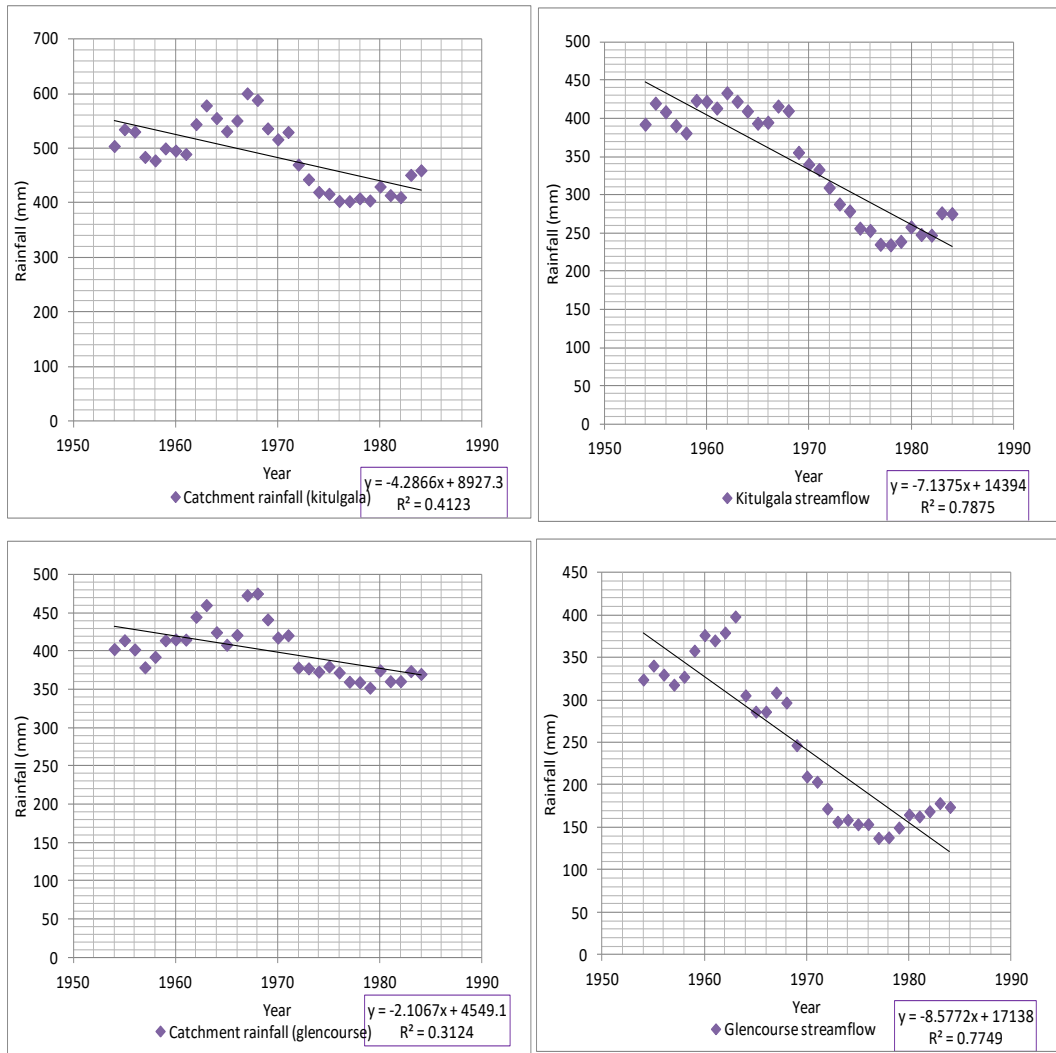 700
600
500
400
300
200
100
0
Rainfall (mm)
1950 1960 1970 1980 1990
Year
Catchment rainfall (kitulgala)
y = -4.2866x + 8927.3
R² = 0.4123
500
450
400
350
300
250
200
150
100
50
0
Rainfall (mm)
1950 1960 1970 1980 1990
Year
Kitulgala streamflow
y = -7.1375x + 14394
R² = 0.7875
500
450
400
350
300
250
200
150
100
50
0
Rainfall (mm)
1950 1960 1970 1980 1990
Year
Catchment rainfall (glencourse)
y = -2.1067x + 4549.1
R² = 0.3124
450
400
350
300
250
200
150
100
50
0
Rainfall (mm)
1950 1960 1970 1980 1990
Year
Glencourse streamflow
y = -8.5772x + 17138
R² = 0.7749